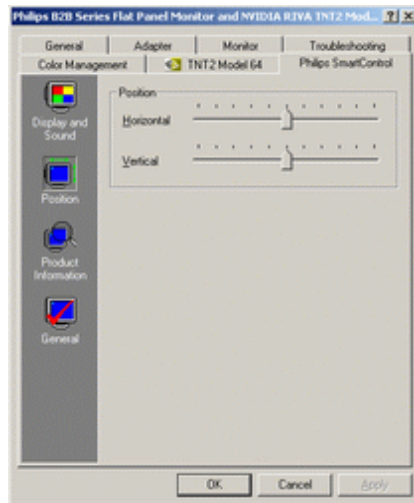 Philips B2B Series Flat Panel Monitor and NVIDIA RIVA TNT2 Mod...
General Adapter Monitor Troubleshooting
Color Management TNT2 Model 64 Philips SmartControl
Position
Horizontal
Vertical
Display and
Sound
Position
Product
Information
General
OK Cancel Apply